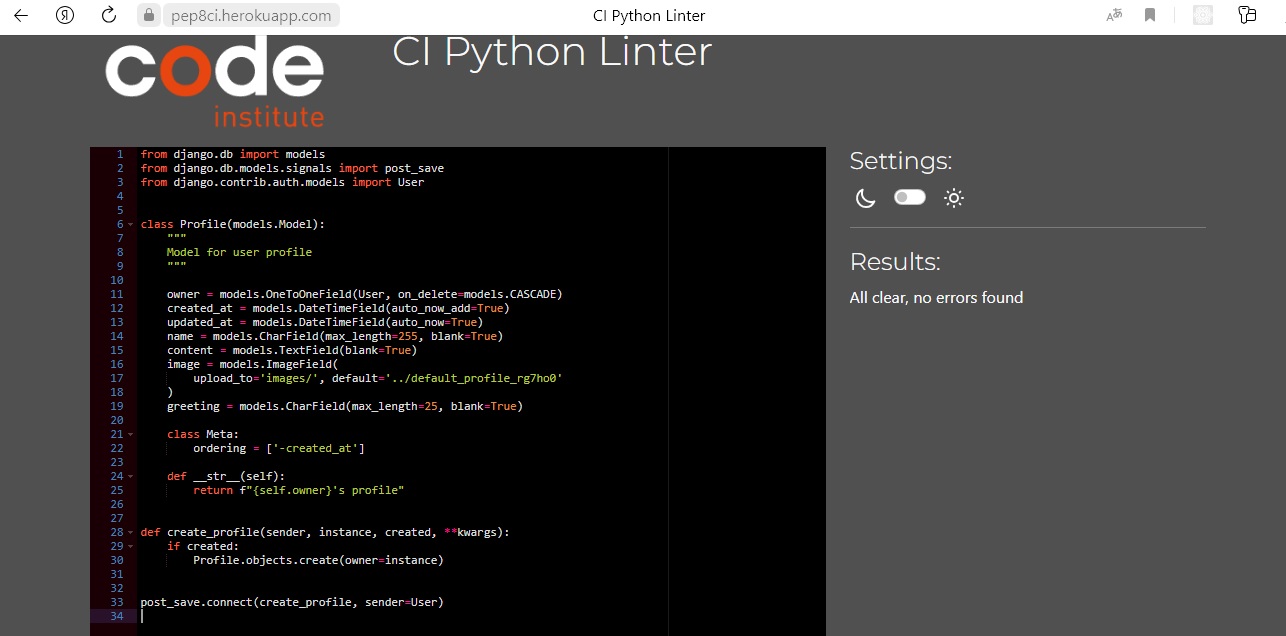 pep8ci.herokuapp.com
CI Python Linter
code
institute
CI Python Linter
1 from django.db import models
2 from django.db.models.signals import post_save
3 from django.contrib.auth.models import User
4
5
6 class Profile(models.Model):
7     """
8     Model for user profile
9     """
10
11     owner = models.OneToOneField(User, on_delete=models.CASCADE)
12     created_at = models.DateTimeField(auto_now_add=True)
13     updated_at = models.DateTimeField(auto_now=True)
14     name = models.CharField(max_length=255, blank=True)
15     content = models.TextField(blank=True)
16     image = models.ImageField(
17         upload_to='images/', default='../default_profile_rg7ho0'
18     )
19     greeting = models.CharField(max_length=25, blank=True)
20
21     class Meta:
22         ordering = ['-created_at']
23
24     def __str__(self):
25         return f"{self.owner}'s profile"
26
27
28 def create_profile(sender, instance, created, **kwargs):
29     if created:
30         Profile.objects.create(owner=instance)
31
32
33 post_save.connect(create_profile, sender=User)
34
Settings:
Results:
All clear, no errors found